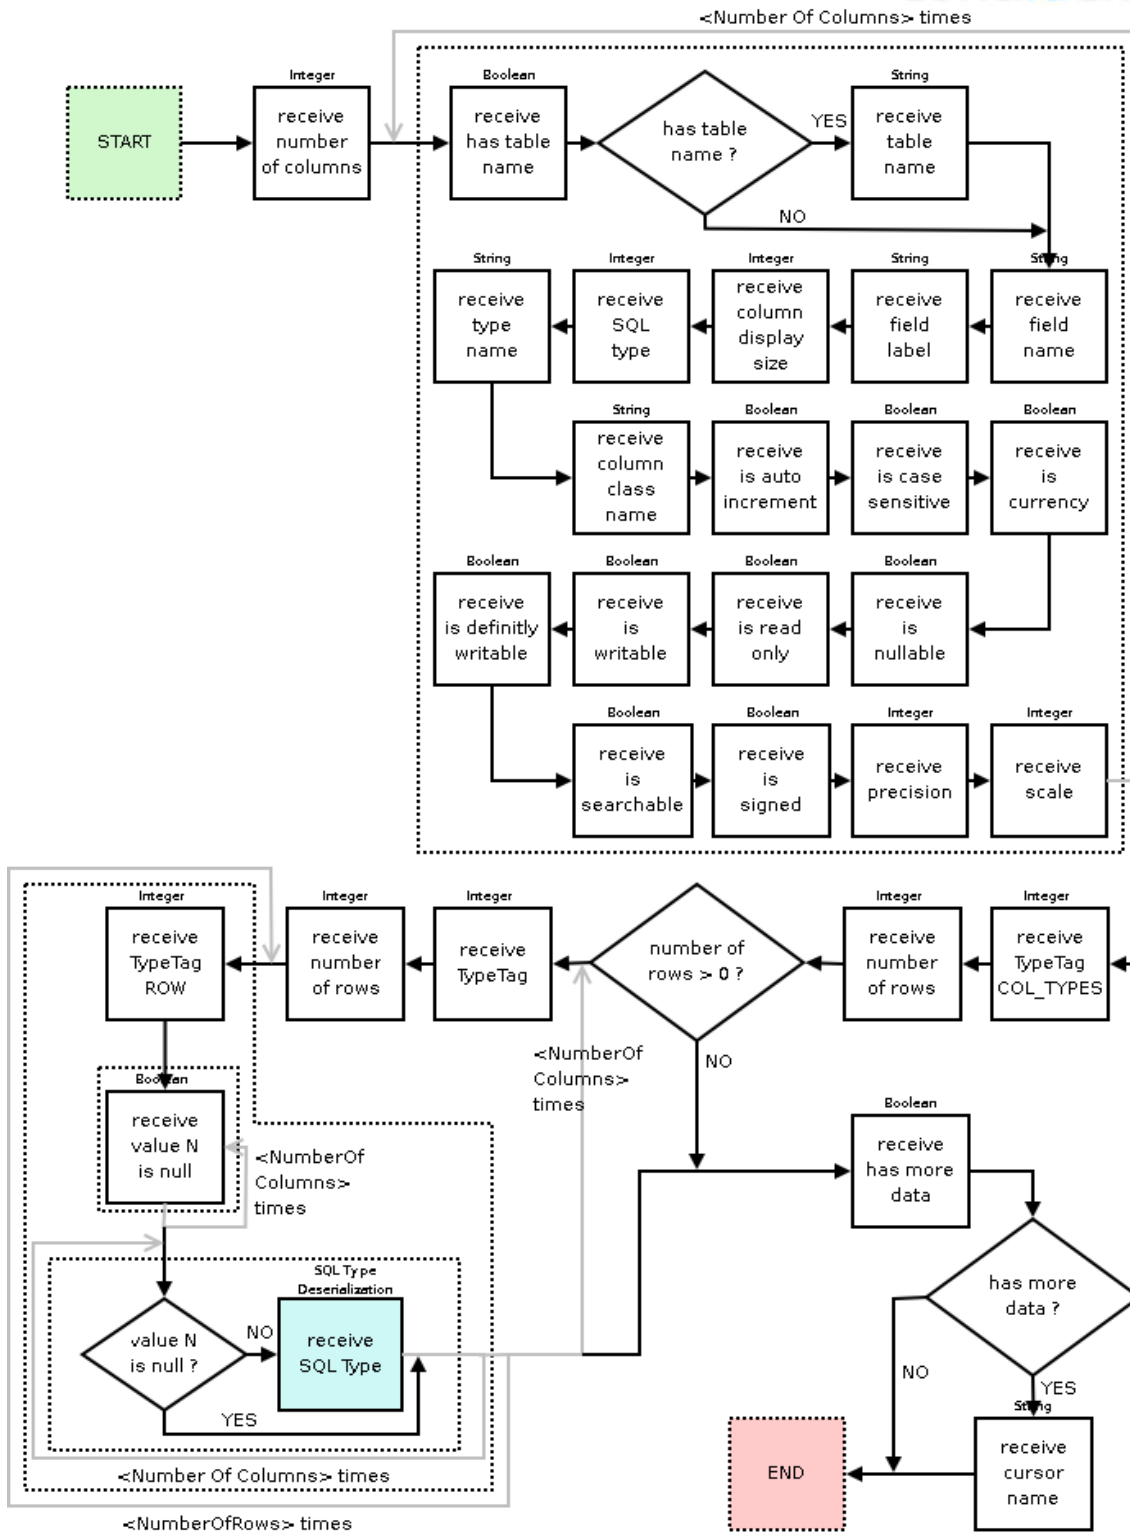 <Number Of Columns> times
START
Integer
receive
number
of columns
Boolean
receive
has table
name
has table
name ?
YES
String
receive
table
name
NO
String
receive
type
name
Integer
receive
SQL
type
Integer
receive
column
display
size
String
receive
field
label
String
receive
field
name
String
receive
column
class
name
Boolean
receive
is auto
increment
Boolean
receive
is case
sensitive
Boolean
receive
is
currency
Boolean
receive
is definitly
writable
Boolean
receive
is
writable
Boolean
receive
is read
only
Boolean
receive
is
nullable
Boolean
receive
is
searchable
Boolean
receive
is
signed
Integer
receive
precision
Integer
receive
scale
Integer
receive
TypeTag
ROW
Integer
receive
number
of rows
Integer
receive
TypeTag
number of
rows > 0 ?
Integer
receive
number
of rows
Integer
receive
TypeTag
COL_TYPES
<NumberOf
Columns>
times
NO
Boolean
receive
value N
is null
<NumberOf
Columns>
times
Boolean
receive
has more
data
SQL Type
Deserialization
value N
is null ?
NO
receive
SQL Type
YES
has more
data ?
NO
YES
String
receive
cursor
name
END
<Number Of Columns> times
<NumberOfRows> times